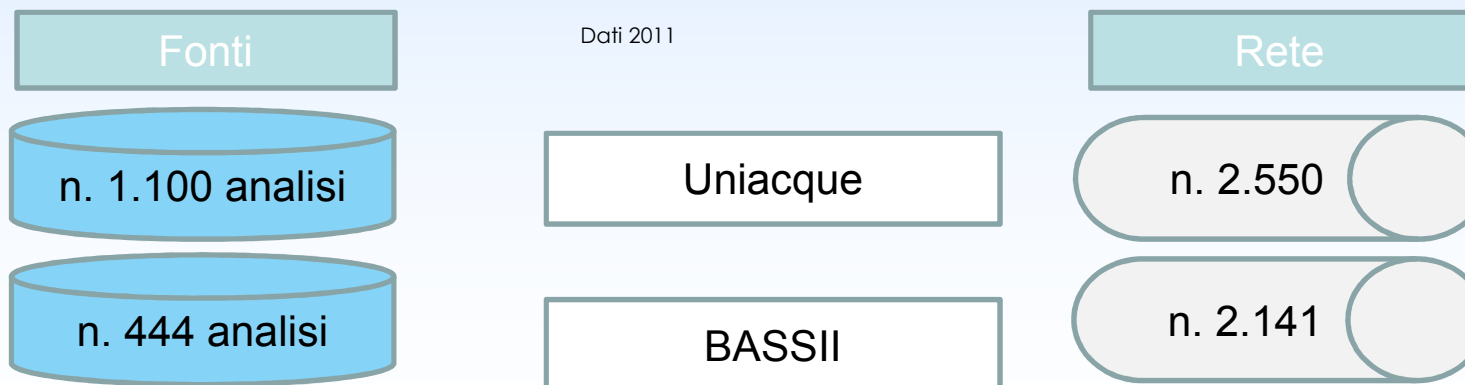 Fonti
Dati 2011
Rete
n. 1.100 analisi
Uniacque
n. 2.550
n. 444 analisi
BASSII
n. 2.141